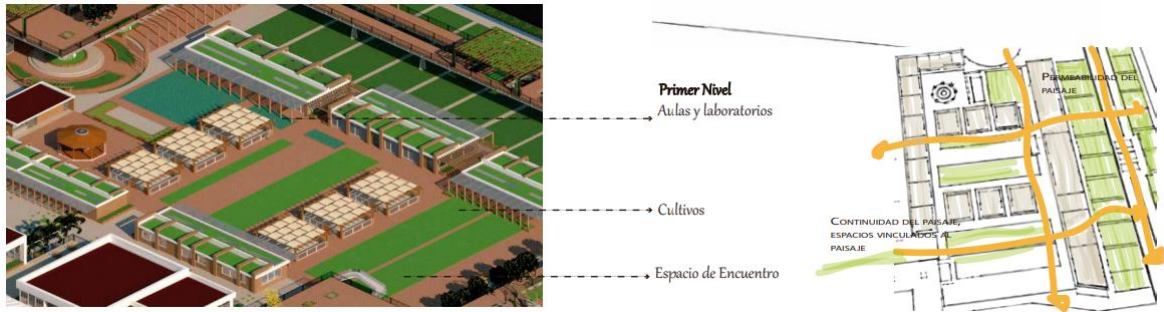 Primer Nivel
Aulas y laboratorios
Cultivos
Espacio de Encuentro
PERMEABILIDAD DEL
PAISAJE
CONTINUIDAD DEL PAISAJE,
ESPACIOS VINCULADOS AL
PAISAJE